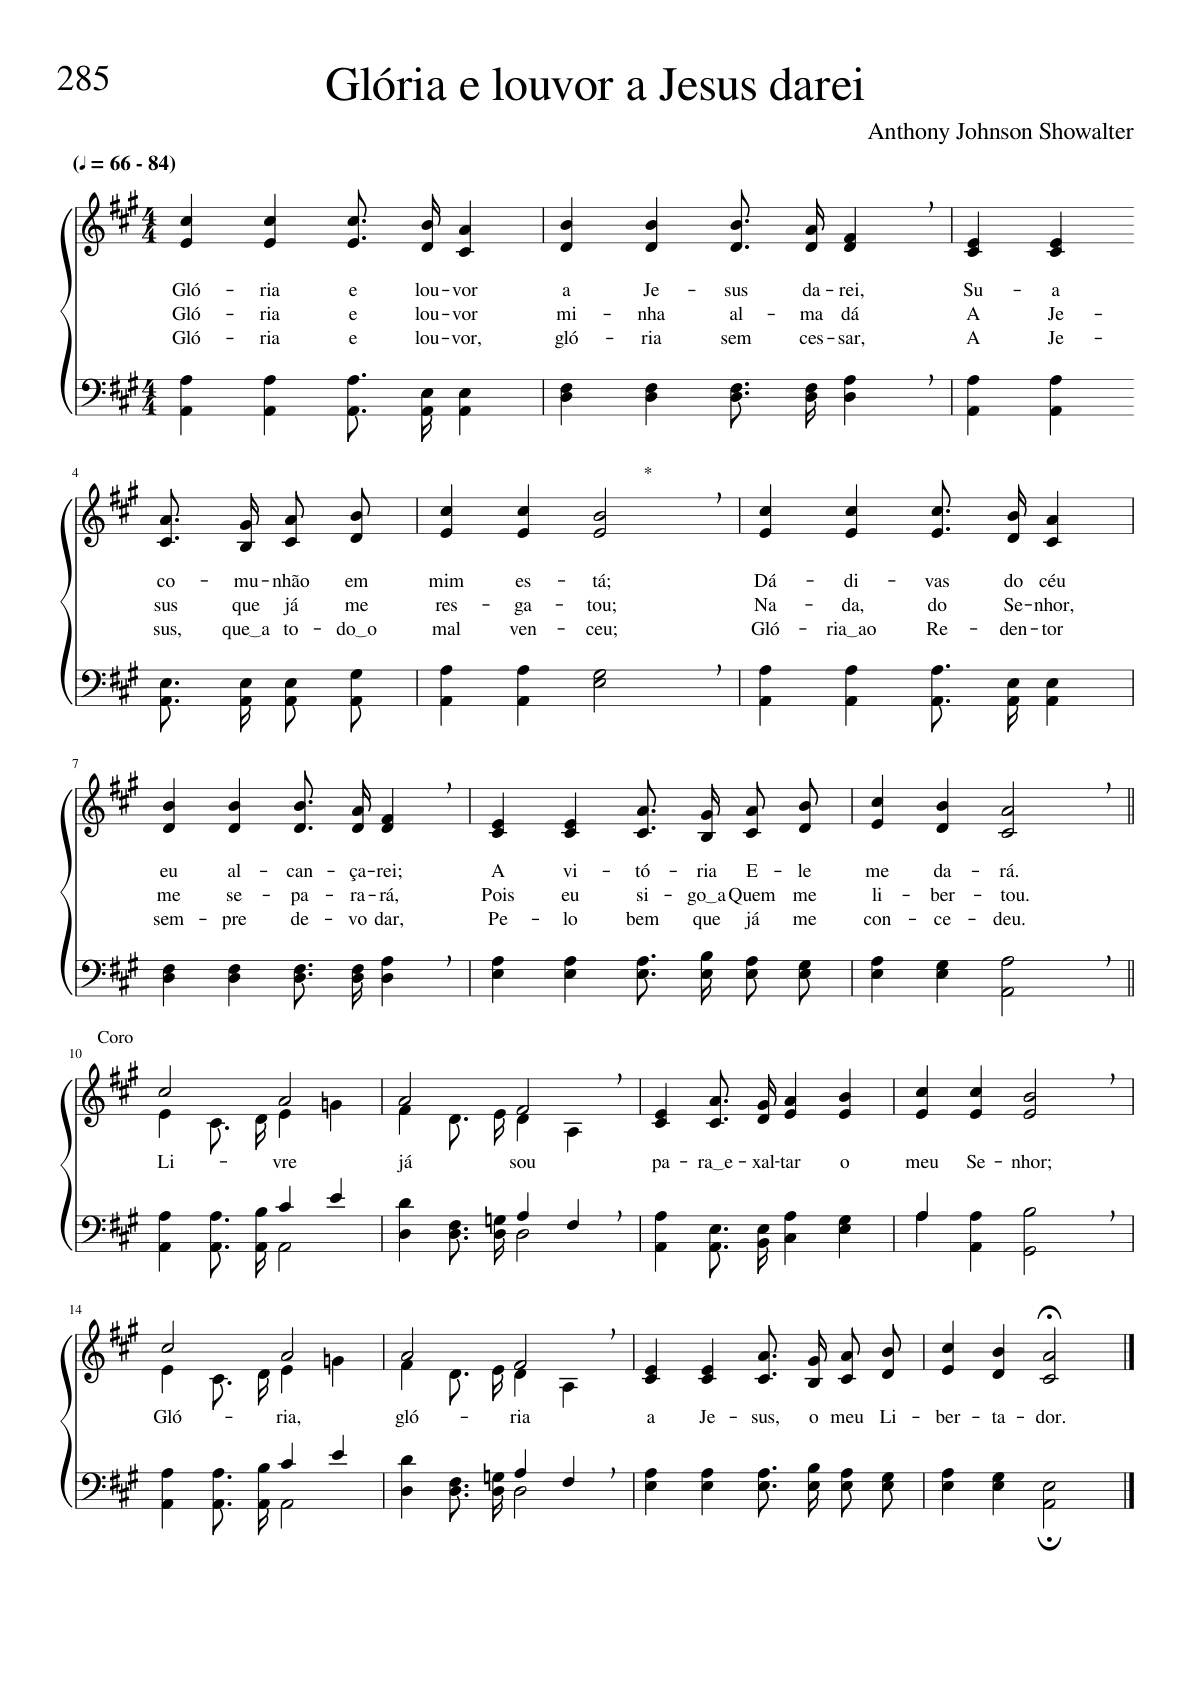 285
Glória e louvor a Jesus darei
Anthony Johnson Showalter
(♩ = 66 - 84)
Gló - ria e lou - vor a Je - sus da - rei, Su - a
Gló - ria e lou - vor mi - nha al - ma dá A Je -
Gló - ria e lou - vor, gló - ria sem ces - sar, A Je -
4
*
co - mu - nhão em mim es - tá; Dá - di - vas do céu
sus que já me res - ga - tou; Na - da, do Se - nhor,
sus, que‿a to - do‿o mal ven - ceu; Gló - ria‿ao Re - den - tor
7
eu al - can - ça - rei; A vi - tó - ria E - le me da - rá.
me se - pa - ra - rá, Pois eu si - go‿a Quem me li - ber - tou.
sem - pre de - vo dar, Pe - lo bem que já me con - ce - deu.
Coro
10
Li - vre já sou pa - ra‿e - xal - tar o meu Se - nhor;
14
Gló - ria, gló - ria a Je - sus, o meu Li - ber - ta - dor.